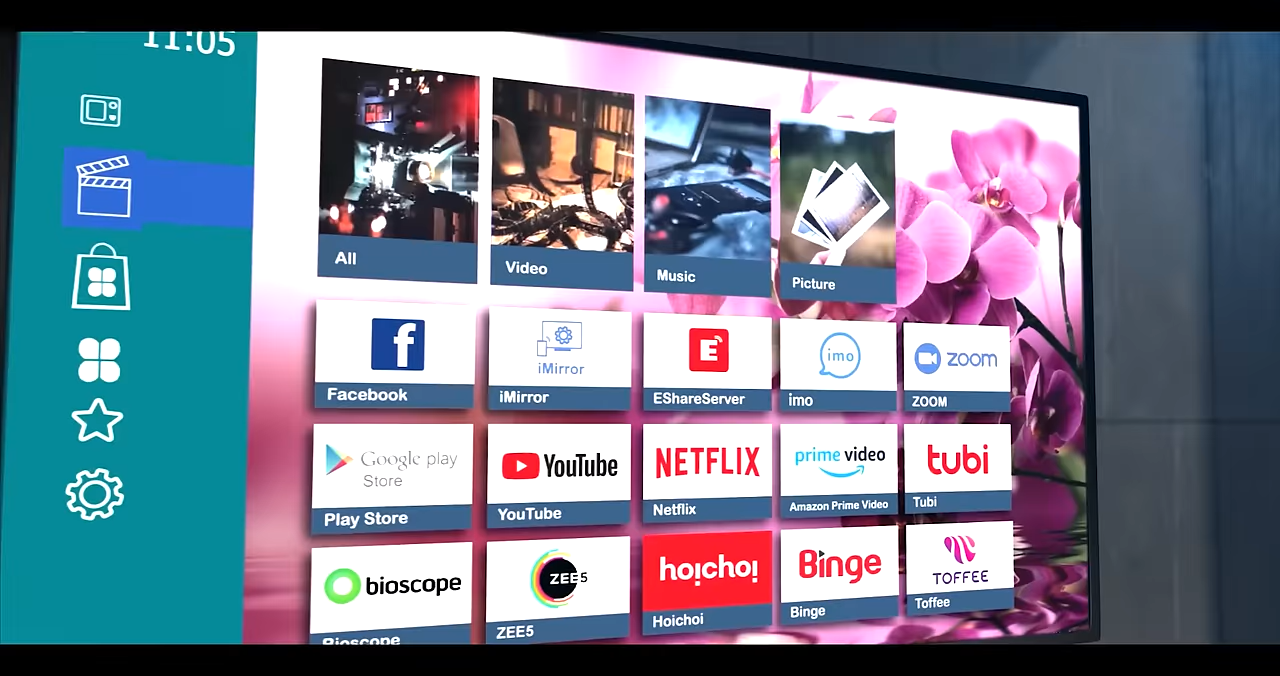 11:05
All
Video
Music
Picture
f
iMirror
E
imo
zoom
Facebook
iMirror
EShareServer
imo
ZOOM
Google play
Store
YouTube
NETFLIX
prime video
tubi
Play Store
YouTube
Netflix
Amazon Prime Video
Tubi
bioscope
ZEE5
hoichoi
Binge
TOFFEE
Bioscope
ZEE5
Hoichoi
Binge
Toffee